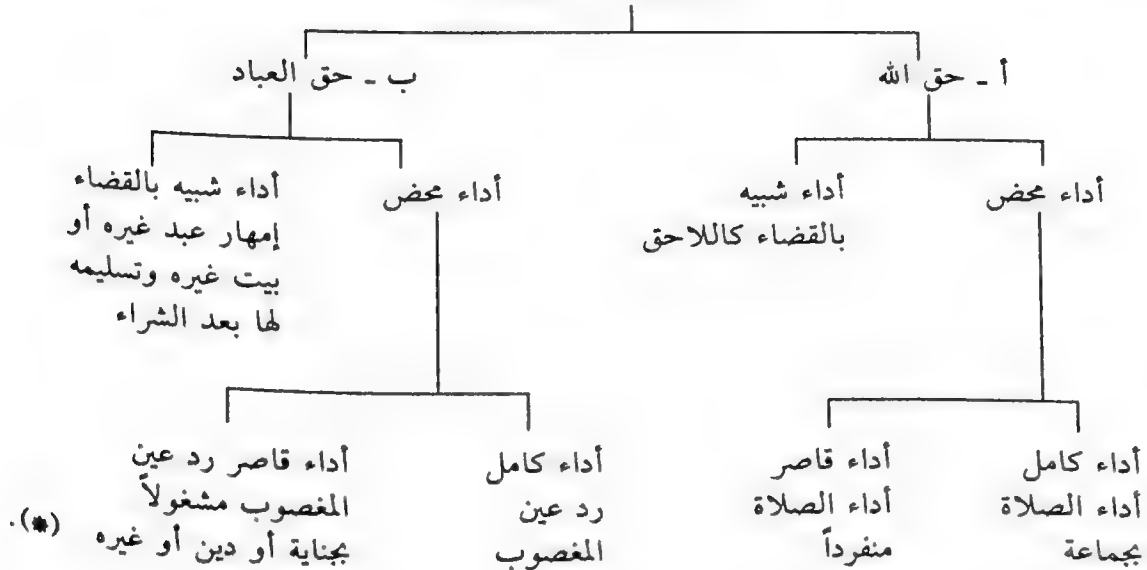 أ ـ حق الله
ب ـ حق العباد
أداء محض
أداء شبيه
بالقضاء كاللاحق
أداء محض
أداء شبيه بالقضاء
إمهار عبد غيره أو
بيت غيره وتسليمه
لها بعد الشراء
أداء كامل
أداء الصلاة
بجماعة
أداء قاصر
أداء الصلاة
منفرداً
أداء كامل
رد عين
المغصوب
أداء قاصر رد عين
المغصوب مشغولاً
بجناية أو دين أو غيره
(*).